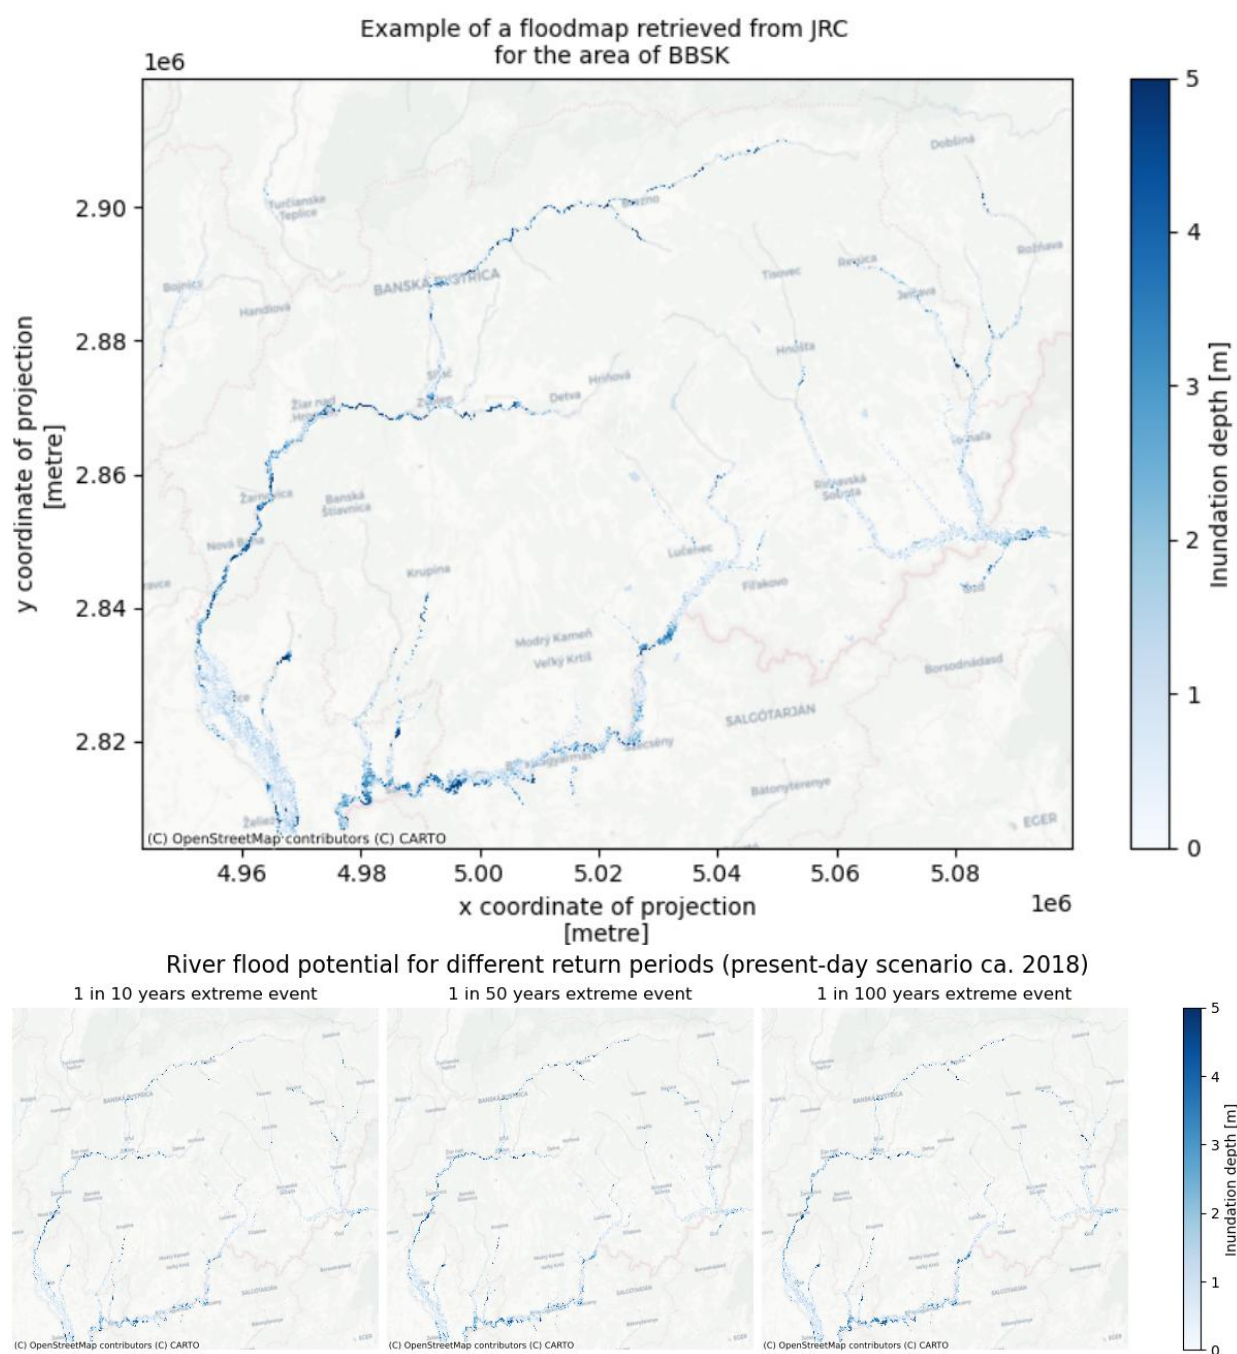 Example of a floodmap retrieved from JRC
for the area of BBSK
1e6
2.90
2.88
2.86
2.84
2.82
y coordinate of projection
[metre]
Dobšiná
Turčianske
Teplice
Brezno
Rožňava
BANSKÁ BYSTRICA
Tisovec
Revúca
Bojnice
Jelšava
Handlová
Hnúšťa
Sliač
Hriňová
Žiar nad
Zvolen
Detva
Rimavská
Sobota
Žarnovica
Banská
Štiavnica
Nová Baňa
Lučenec
Krupina
Fiľakovo
Modrý Kameň
Veľký Krtíš
Borsodnádasd
SALGÓTARJÁN
Szécsény
Bátonyterenye
EGER
(C) OpenStreetMap contributors (C) CARTO
4.96
4.98
5.00
5.02
5.04
5.06
5.08
x coordinate of projection
[metre]
1e6
5
4
3
2
1
0
Inundation depth [m]
River flood potential for different return periods (present-day scenario ca. 2018)
1 in 10 years extreme event
1 in 50 years extreme event
1 in 100 years extreme event
(C) OpenStreetMap contributors (C) CARTO
(C) OpenStreetMap contributors (C) CARTO
(C) OpenStreetMap contributors (C) CARTO
5
4
3
2
1
0
Inundation depth [m]